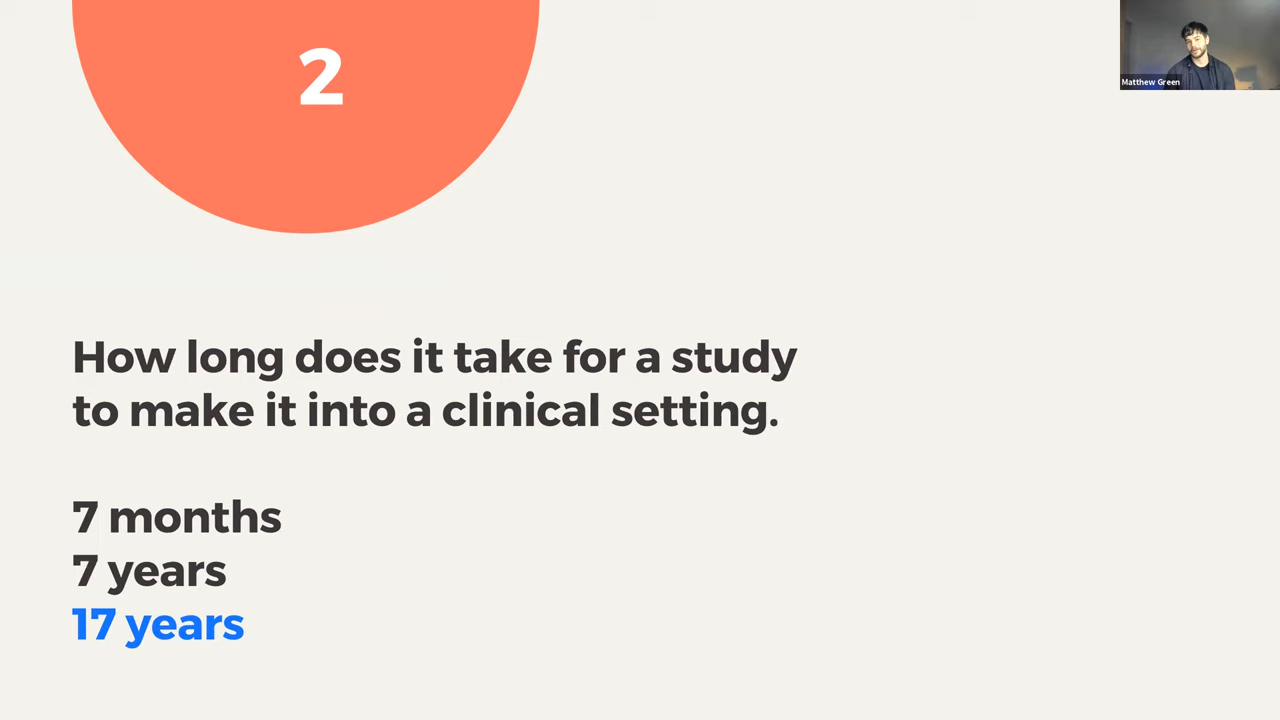 2
Matthew Green
How long does it take for a study
to make it into a clinical setting.
7 months
7 years
17 years